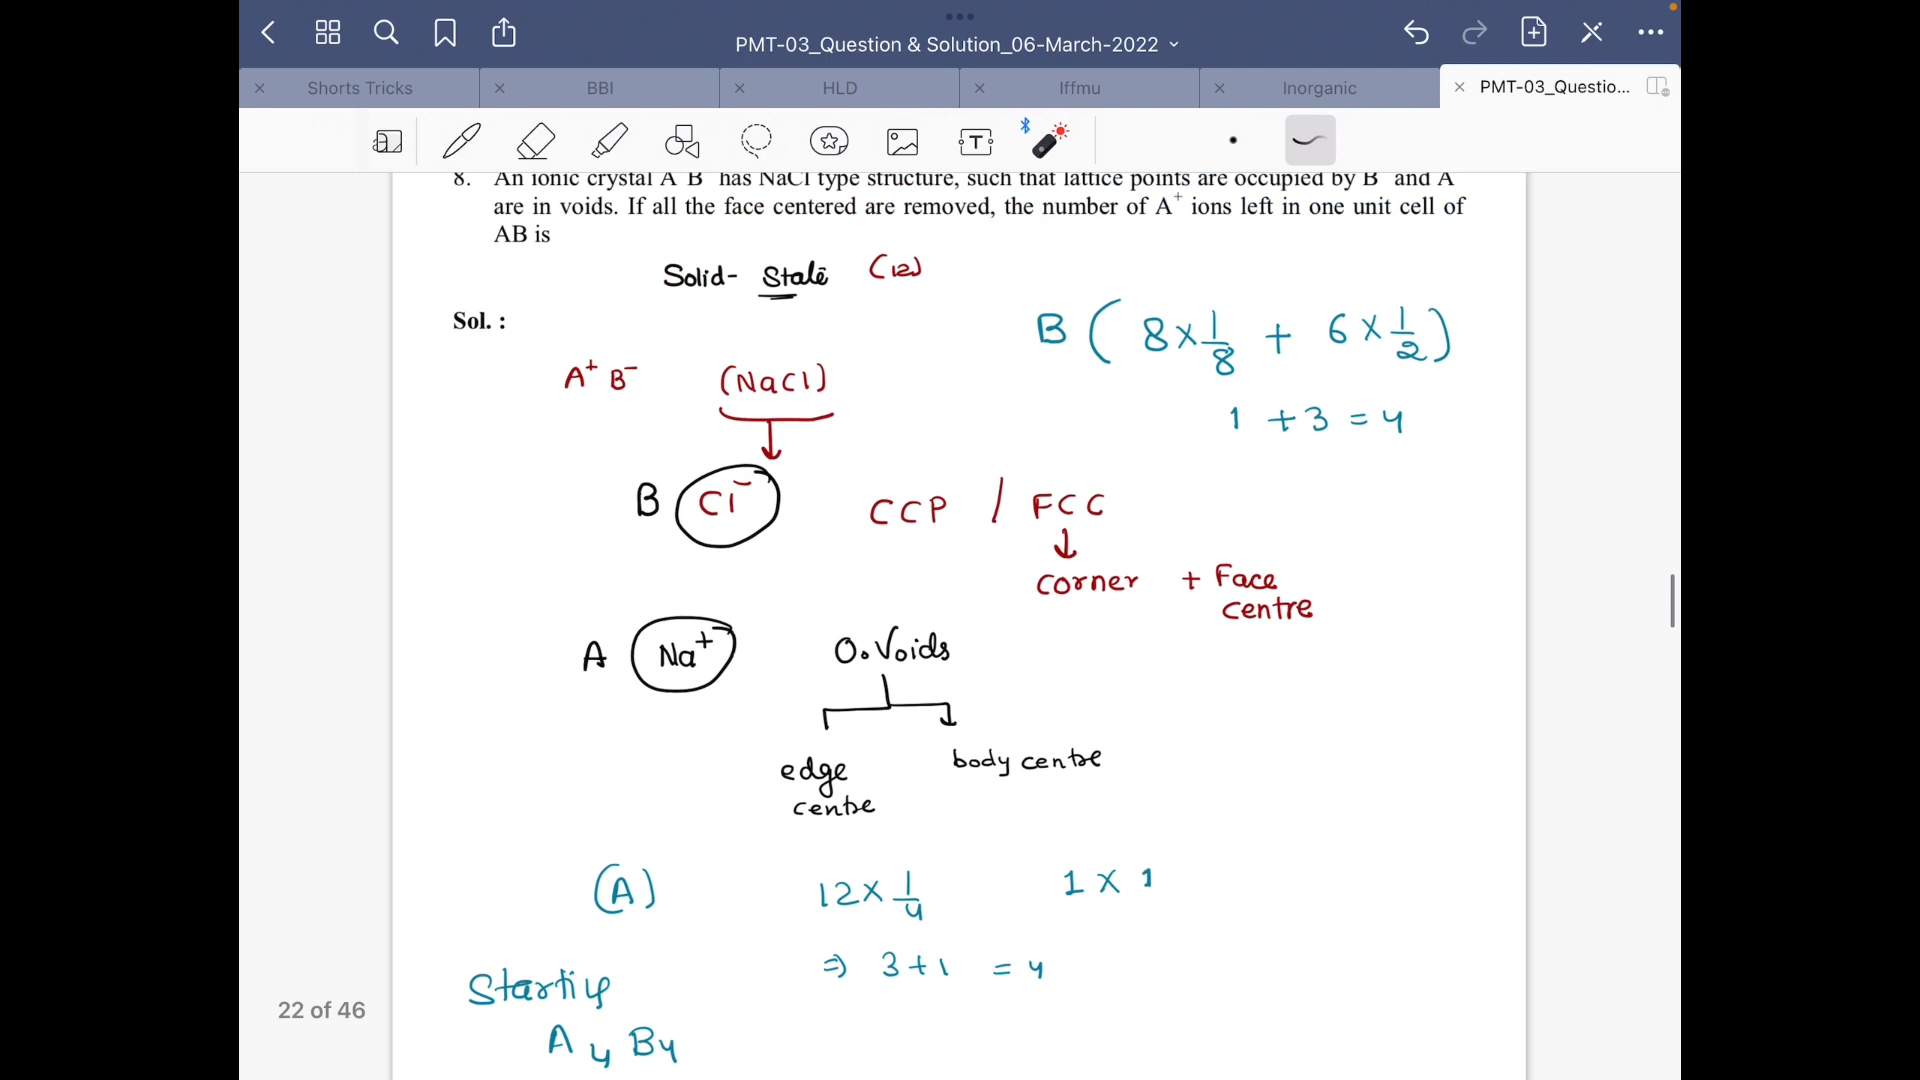 PMT-03_Question & Solution_06-March-2022
Shorts Tricks
BBI
HLD
Iffmu
Inorganic
PMT-03_Questio...
T
8. An ionic crystal A B has NaCl type structure, such that lattice points are occupied by B and A
are in voids. If all the face centered are removed, the number of A⁺ ions left in one unit cell of
AB is
Solid- State (12)
Sol. :
B ( 8 × 1/8 + 6 × 1/2 )
1 + 3 = 4
A⁺ B⁻ (NaCl)
B Cl⁻ CCP / FCC
corner + Face
centre
A Na⁺ O.Voids
edge
centre
body centre
(A) 12 × 1/4 1 × 1
⇒ 3 + 1 = 4
Starting
A4 B4
22 of 46